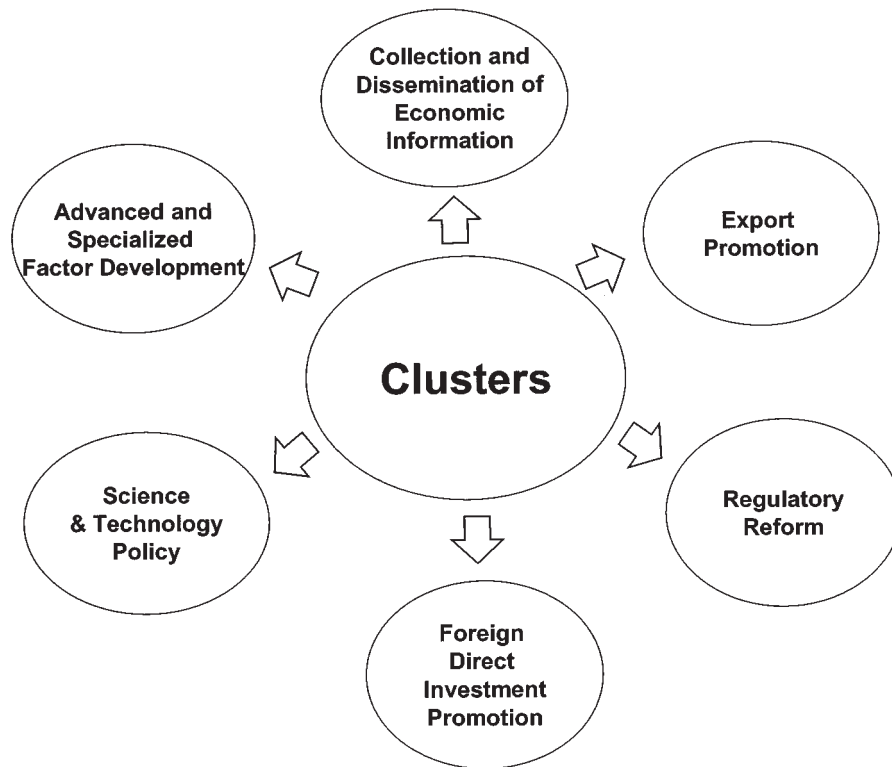 Collection and
Dissemination of
Economic
Information
Advanced and
Specialized
Factor Development
Export
Promotion
Clusters
Science
& Technology
Policy
Regulatory
Reform
Foreign
Direct
Investment
Promotion